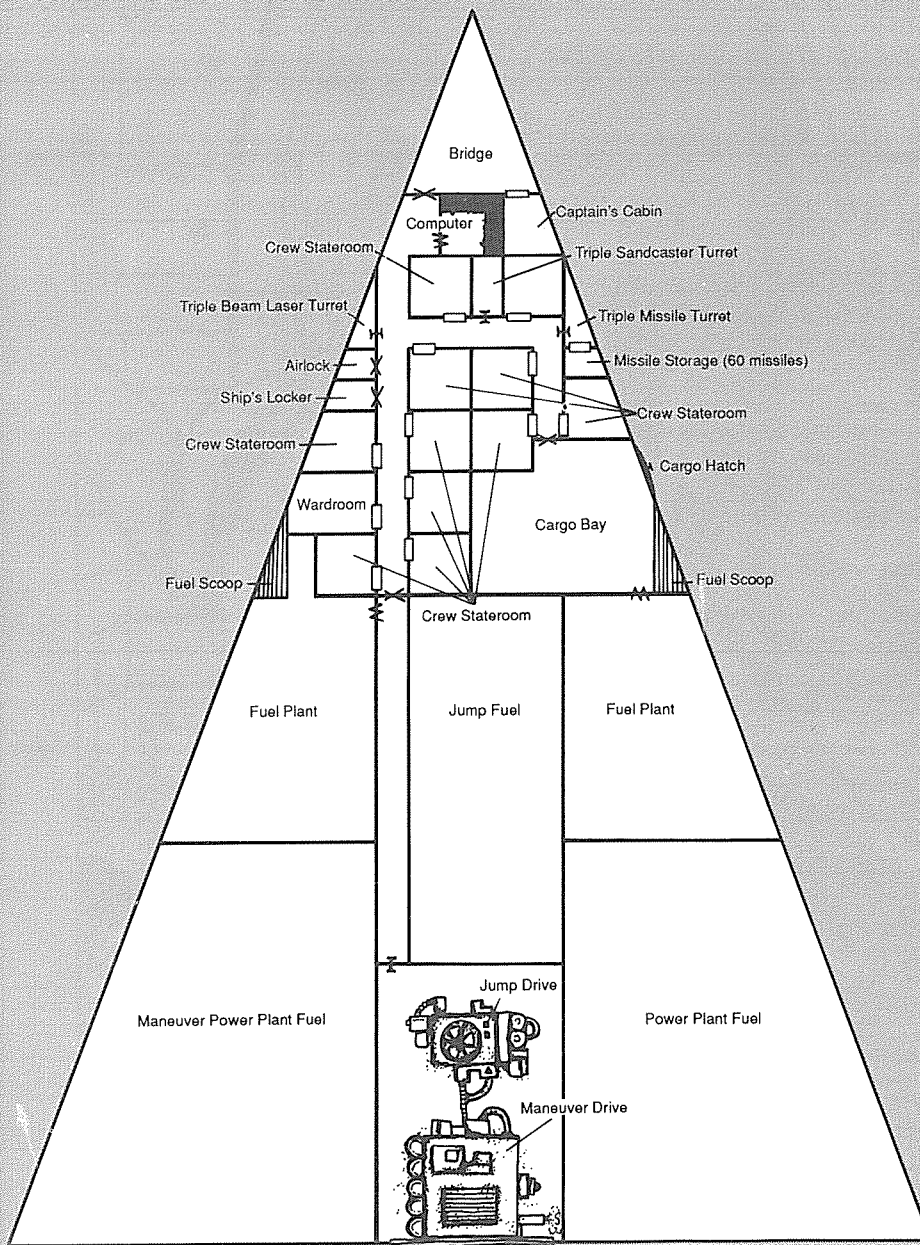 Bridge
Captain's Cabin
Computer
Crew Stateroom
Triple Sandcaster Turret
Triple Beam Laser Turret
Triple Missile Turret
Airlock
Missile Storage (60 missiles)
Ship's Locker
Crew Stateroom
Crew Stateroom
Cargo Hatch
Wardroom
Cargo Bay
Fuel Scoop
Fuel Scoop
Crew Stateroom
Fuel Plant
Jump Fuel
Fuel Plant
Jump Drive
Maneuver Power Plant Fuel
Power Plant Fuel
Maneuver Drive